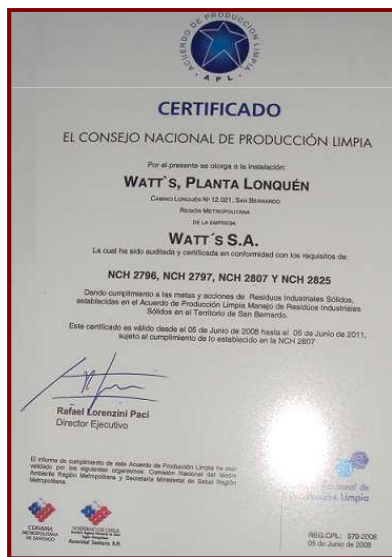 ACUERDO DE PRODUCCIÓN LIMPIA
· APL ·
CERTIFICADO
EL CONSEJO NACIONAL DE PRODUCCIÓN LIMPIA
Por el presente se otorga a la instalación:
WATT`S, PLANTA LONQUÉN
CAMINO LONQUÉN Nº 12.021, SAN BERNARDO
REGIÓN METROPOLITANA
DE LA EMPRESA
WATT´S S.A.
La cual ha sido auditada y certificada en conformidad con los requisitos de:
NCH 2796, NCH 2797, NCH 2807 Y NCH 2825
Dando cumplimiento a las metas y acciones de Residuos Industriales Sólidos,
establecidas en el Acuerdo de Producción Limpia Manejo de Residuos Industriales
Sólidos en el Territorio de San Bernardo.
Este certificado es válido desde el 05 de Junio de 2008 hasta el 05 de Junio de 2011,
sujeto al cumplimiento de lo establecido en la NCH 2807
Rafael Lorenzini Paci
Director Ejecutivo
El informe de cumplimiento de este Acuerdo de Producción Limpia ha sido
validado por los siguientes organismos: Comisión Nacional del Medio
Ambiente Región Metropolitana y Secretaría Ministerial de Salud Región
Metropolitana.
Nacional de
Producción Limpia
CONAMA
METROPOLITANA
DE SANTIAGO
GOBIERNO DE CHILE
Autoridad Sanitaria R.M.
REG.CPL: 570-2008
05 de Junio de 2008